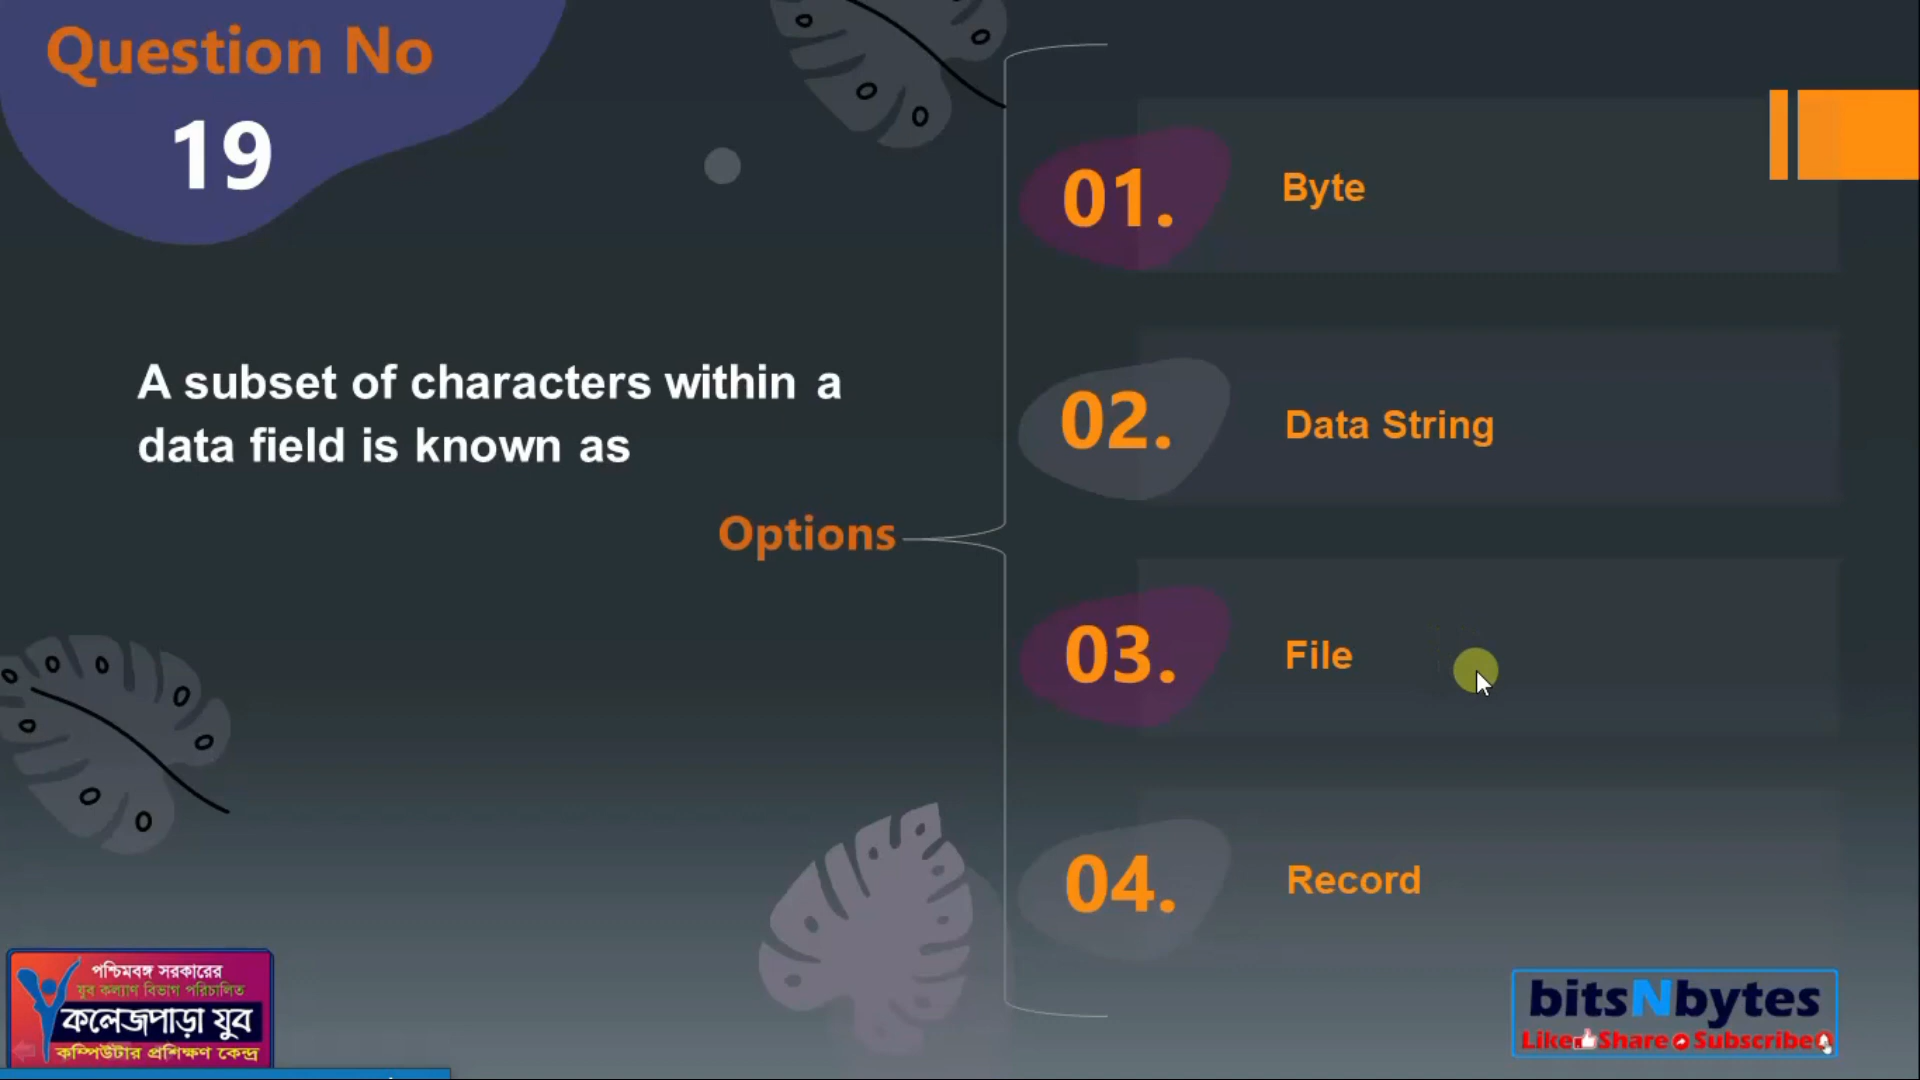 Question No
19
A subset of characters within a
data field is known as
Options
01.
Byte
02.
Data String
03.
File
04.
Record
পশ্চিমবঙ্গ সরকারের
যুব কল্যাণ বিভাগ পরিচালিত
কলেজপাড়া যুব
কম্পিউটার প্রশিক্ষণ কেন্দ্র
bitsNbytes
Like Share Subscribe